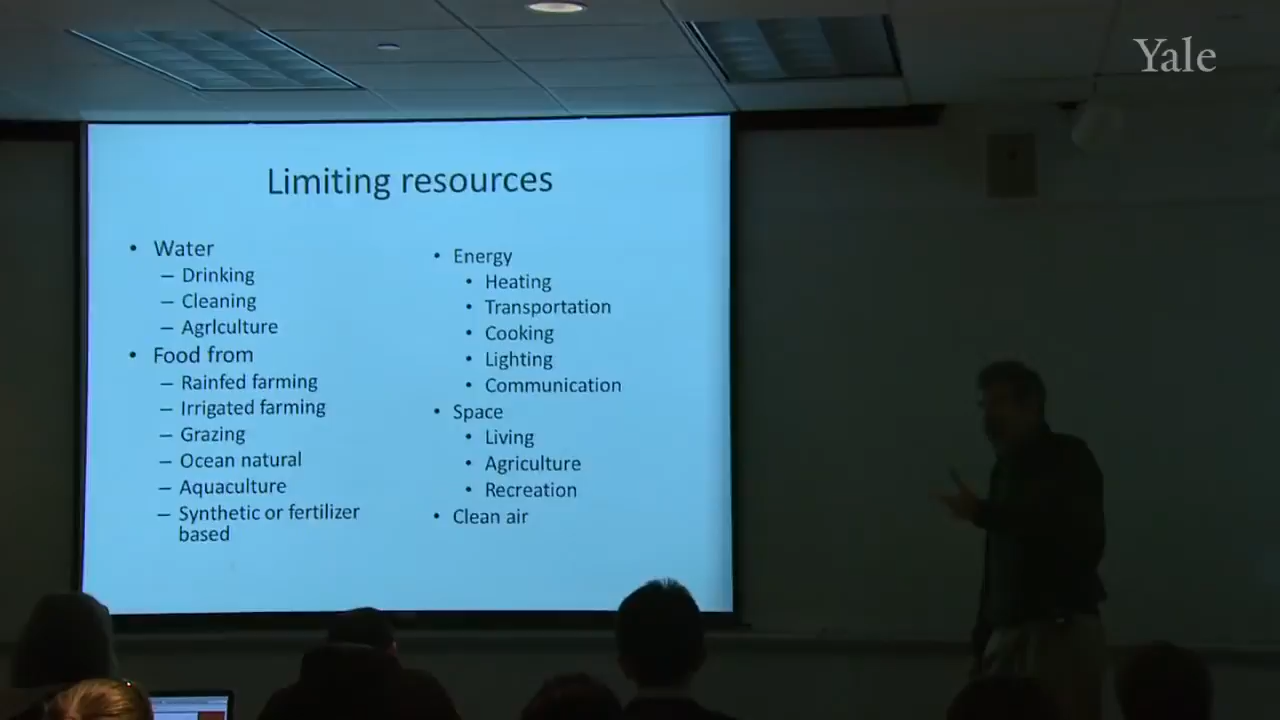 Yale
Limiting resources
• Water
– Drinking
– Cleaning
– Agrlculture
• Food from
– Rainfed farming
– Irrigated farming
– Grazing
– Ocean natural
– Aquaculture
– Synthetic or fertilizer
based
• Energy
• Heating
• Transportation
• Cooking
• Lighting
• Communication
• Space
• Living
• Agriculture
• Recreation
• Clean air